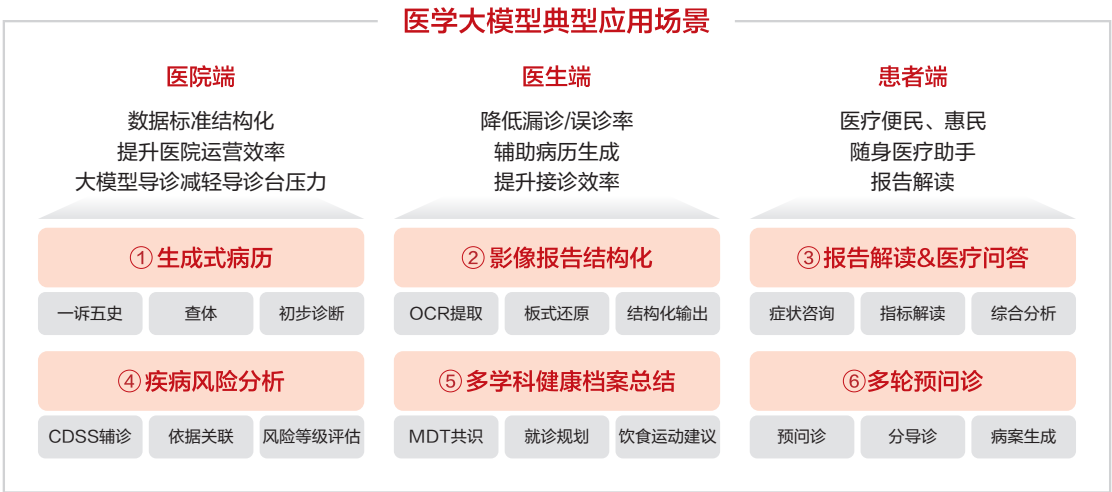 医学大模型典型应用场景
医院端
数据标准结构化
提升医院运营效率
大模型导诊减轻导诊台压力
医生端
降低漏诊/误诊率
辅助病历生成
提升接诊效率
患者端
医疗便民、惠民
随身医疗助手
报告解读
①生成式病历
一诉五史
查体
初步诊断
②影像报告结构化
OCR提取
板式还原
结构化输出
③报告解读&医疗问答
症状咨询
指标解读
综合分析
④疾病风险分析
CDSS辅诊
依据关联
风险等级评估
⑤多学科健康档案总结
MDT共识
就诊规划
饮食运动建议
⑥多轮预问诊
预问诊
分导诊
病案生成